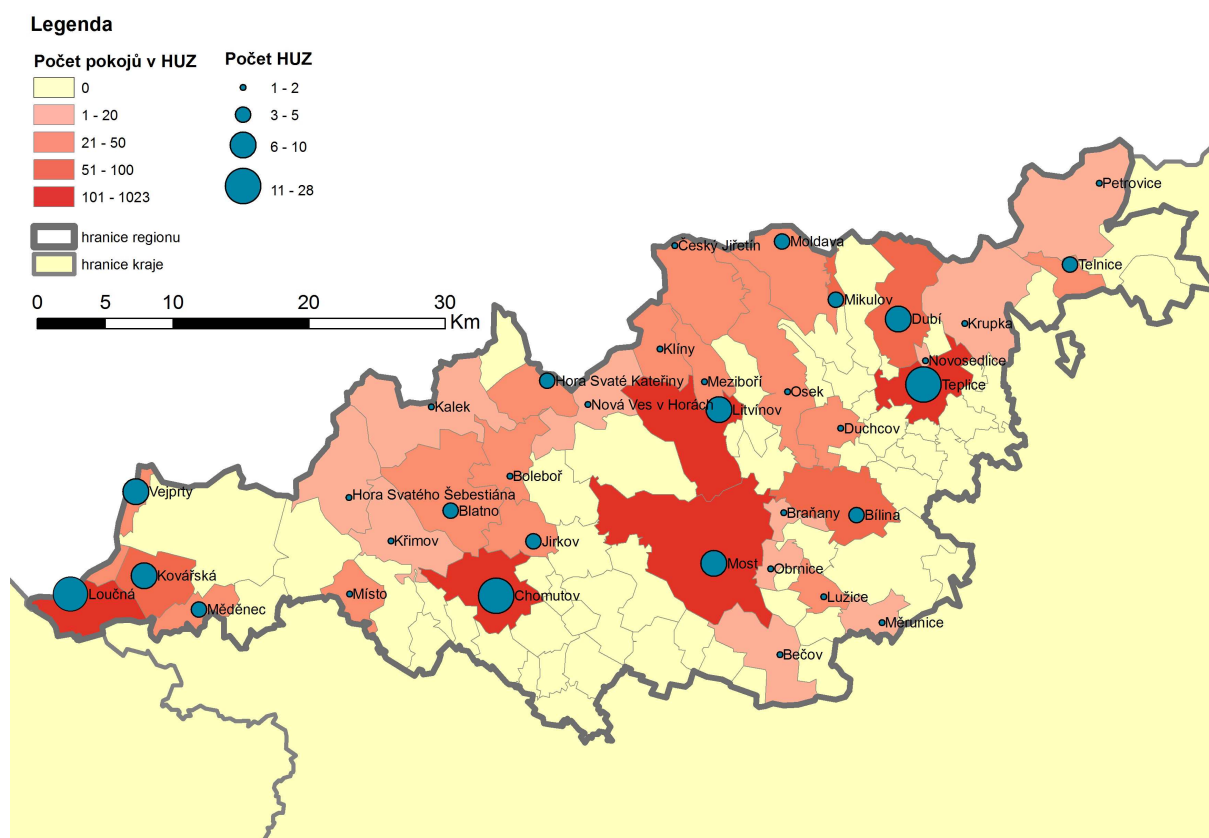 Legenda
Počet pokojů v HUZ
Počet HUZ
0
1 - 20
21 - 50
51 - 100
101 - 1023
1 - 2
3 - 5
6 - 10
11 - 28
hranice regionu
hranice kraje
0 10 20 30
Km
Petrovice
Český Jiřetín
Moldava
Telnice
Mikulov
Dubí
Krupka
Klíny
Novosedlice
Hora Svaté Kateřiny
Meziboří
Teplice
Osek
Kalek
Nová Ves v Horách
Litvínov
Duchcov
Boleboř
Vejprty
Hora Svatého Šebestiána
Blatno
Braňany
Bílina
Křimov
Jirkov
Most
Obrnice
Kovářská
Loučná
Místo
Chomutov
Lužice
Měděnec
Měrunice
Bečov